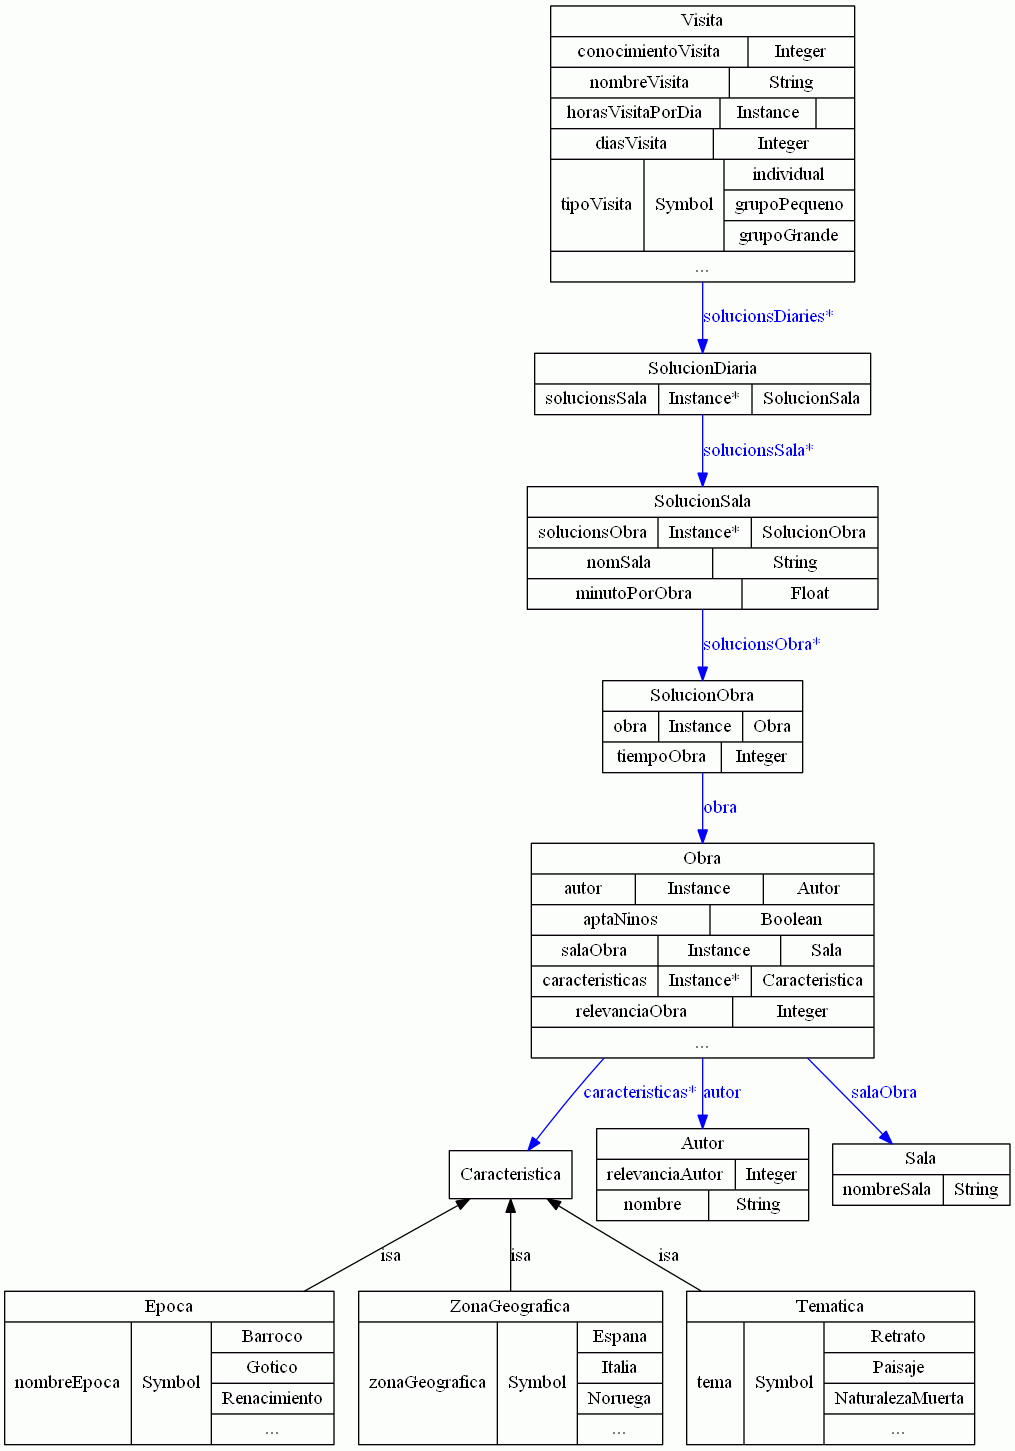 Visita
conocimientoVisita Integer
nombreVisita String
horasVisitaPorDia Instance
diasVisita Integer
tipoVisita Symbol individual
grupoPequeno
grupoGrande
...
solucionsDiaries*
SolucionDiaria
solucionsSala Instance* SolucionSala
solucionsSala*
SolucionSala
solucionsObra Instance* SolucionObra
nomSala String
minutoPorObra Float
solucionsObra*
SolucionObra
obra Instance Obra
tiempoObra Integer
obra
Obra
autor Instance Autor
aptaNinos Boolean
salaObra Instance Sala
caracteristicas Instance* Caracteristica
relevanciaObra Integer
...
caracteristicas* autor salaObra
Caracteristica
Autor
relevanciaAutor Integer
nombre String
Sala
nombreSala String
isa isa isa
Epoca
nombreEpoca Symbol Barroco
Gotico
Renacimiento
...
ZonaGeografica
zonaGeografica Symbol Espana
Italia
Noruega
...
Tematica
tema Symbol Retrato
Paisaje
NaturalezaMuerta
...